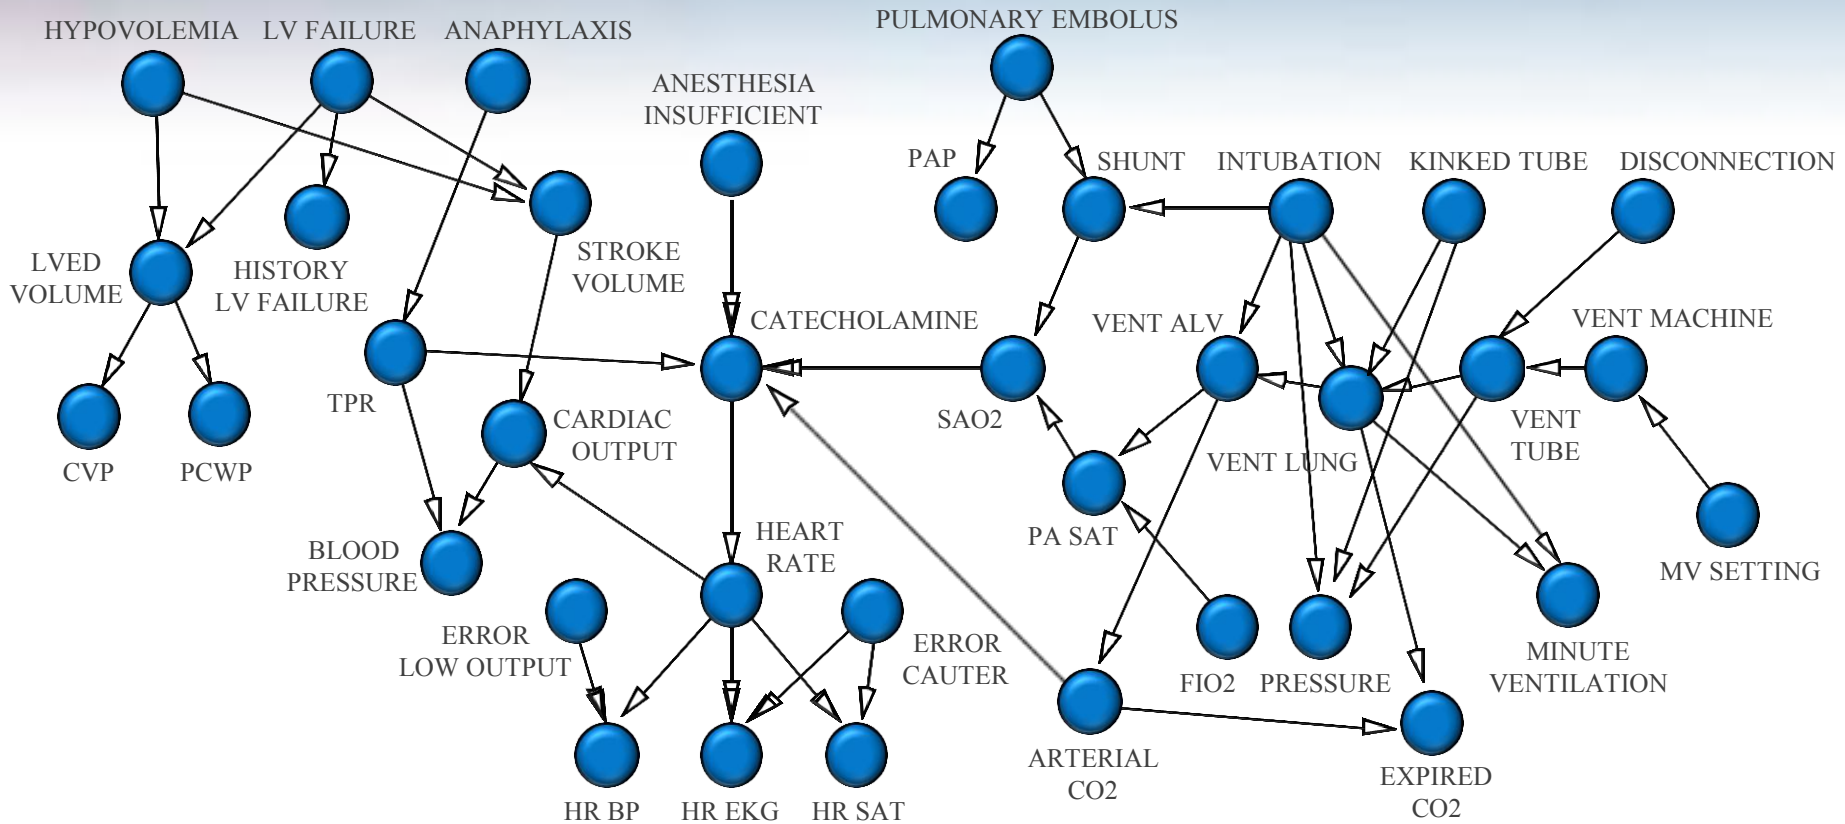 PULMONARY EMBOLUS
HYPOVOLEMIA
LV FAILURE
ANAPHYLAXIS
ANESTHESIA
INSUFFICIENT
PAP
SHUNT
INTUBATION
KINKED TUBE
DISCONNECTION
LVED
VOLUME
HISTORY
LV FAILURE
STROKE
VOLUME
CATECHOLAMINE
VENT ALV
VENT MACHINE
TPR
CARDIAC
OUTPUT
SAO2
VENT
TUBE
CVP
PCWP
VENT LUNG
PA SAT
HEART
RATE
BLOOD
PRESSURE
MV SETTING
ERROR
LOW OUTPUT
ERROR
CAUTER
FIO2
PRESSURE
MINUTE
VENTILATION
ARTERIAL
CO2
EXPIRED
CO2
HR BP
HR EKG
HR SAT